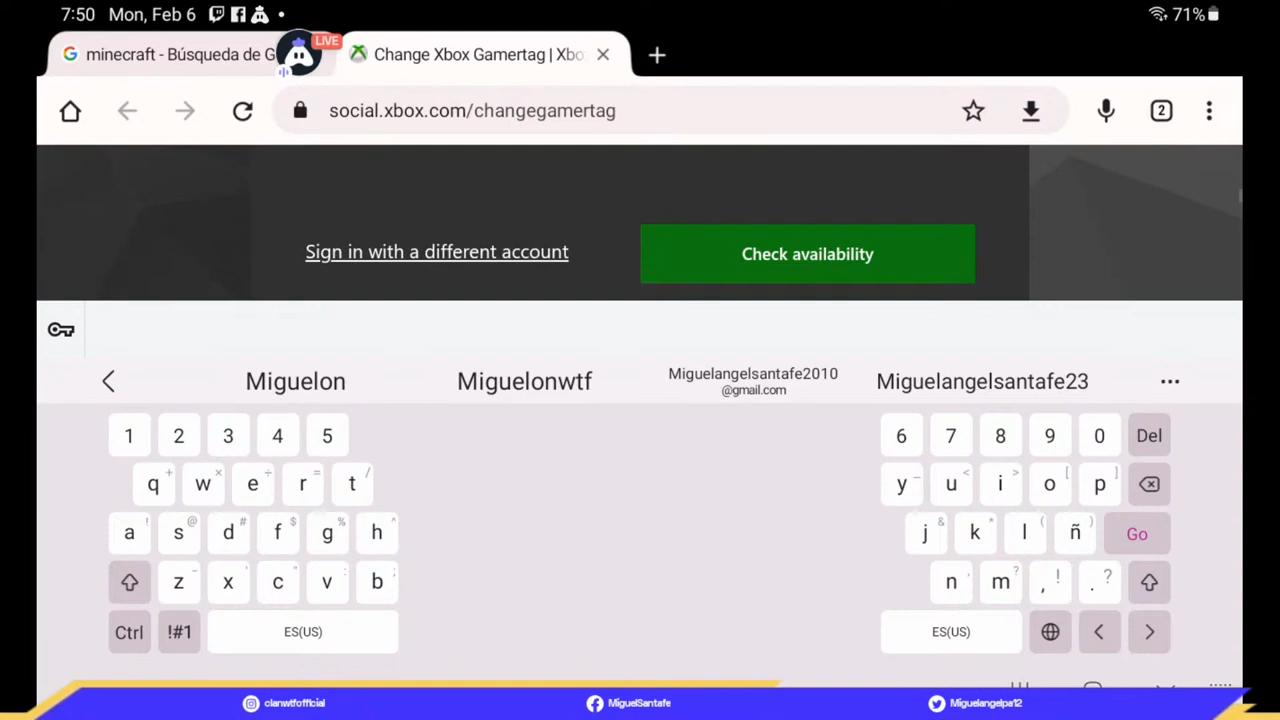 7:50 Mon, Feb 6 71%
minecraft - Búsqueda de G LIVE Change Xbox Gamertag | Xbo
social.xbox.com/changegamertag 2
Sign in with a different account Check availability
Miguelon Miguelonwtf Miguelangelsantafe2010 @gmail.com Miguelangelsantafe23 ...
1 2 3 4 5 6 7 8 9 0 Del
q + w × e ÷ r = t / y _ u < i > o [ p ]
a ! s @ d # f $ g % h ^ j & k * l ( ñ ) Go
z - x ' c " v : b ; n , m ? , ! . ?
Ctrl !#1 ES(US) ES(US) < >
clanwtfofficial MiguelSantafe Miguelangelpa12